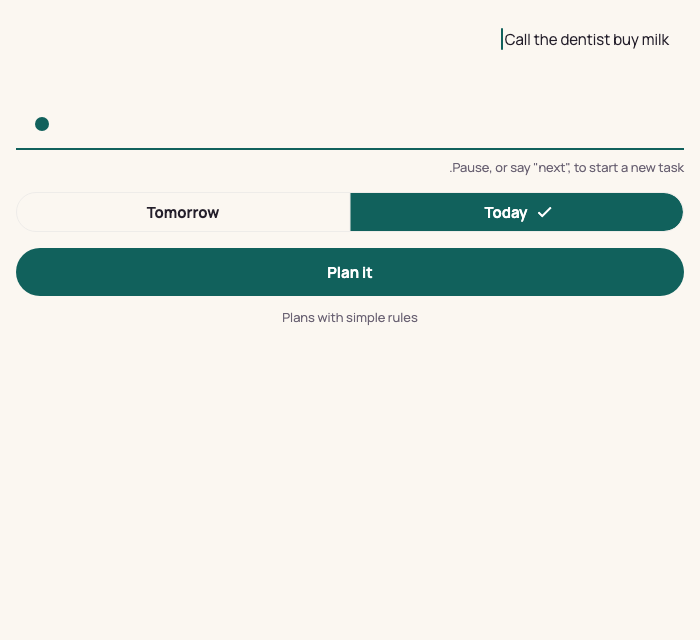 Call the dentist buy milk
.Pause, or say "next", to start a new task
Today
Tomorrow
Plan it
Plans with simple rules